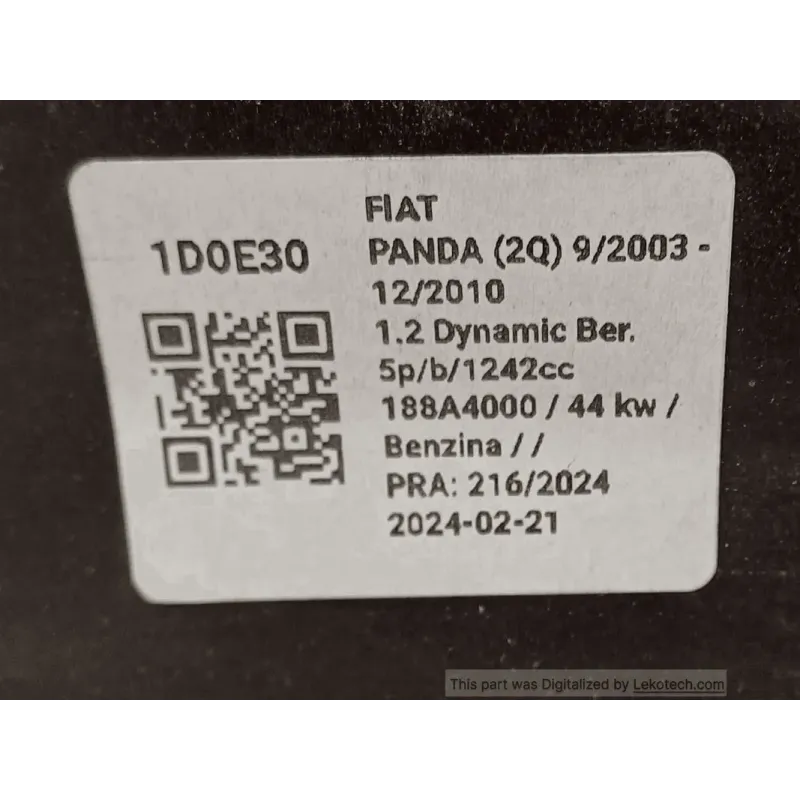 1D0E30
FIAT
PANDA (2Q) 9/2003 -
12/2010
1.2 Dynamic Ber.
5p/b/1242cc
188A4000 / 44 kw /
Benzina / /
PRA: 216/2024
2024-02-21
This part was Digitalized by Lekotech.com